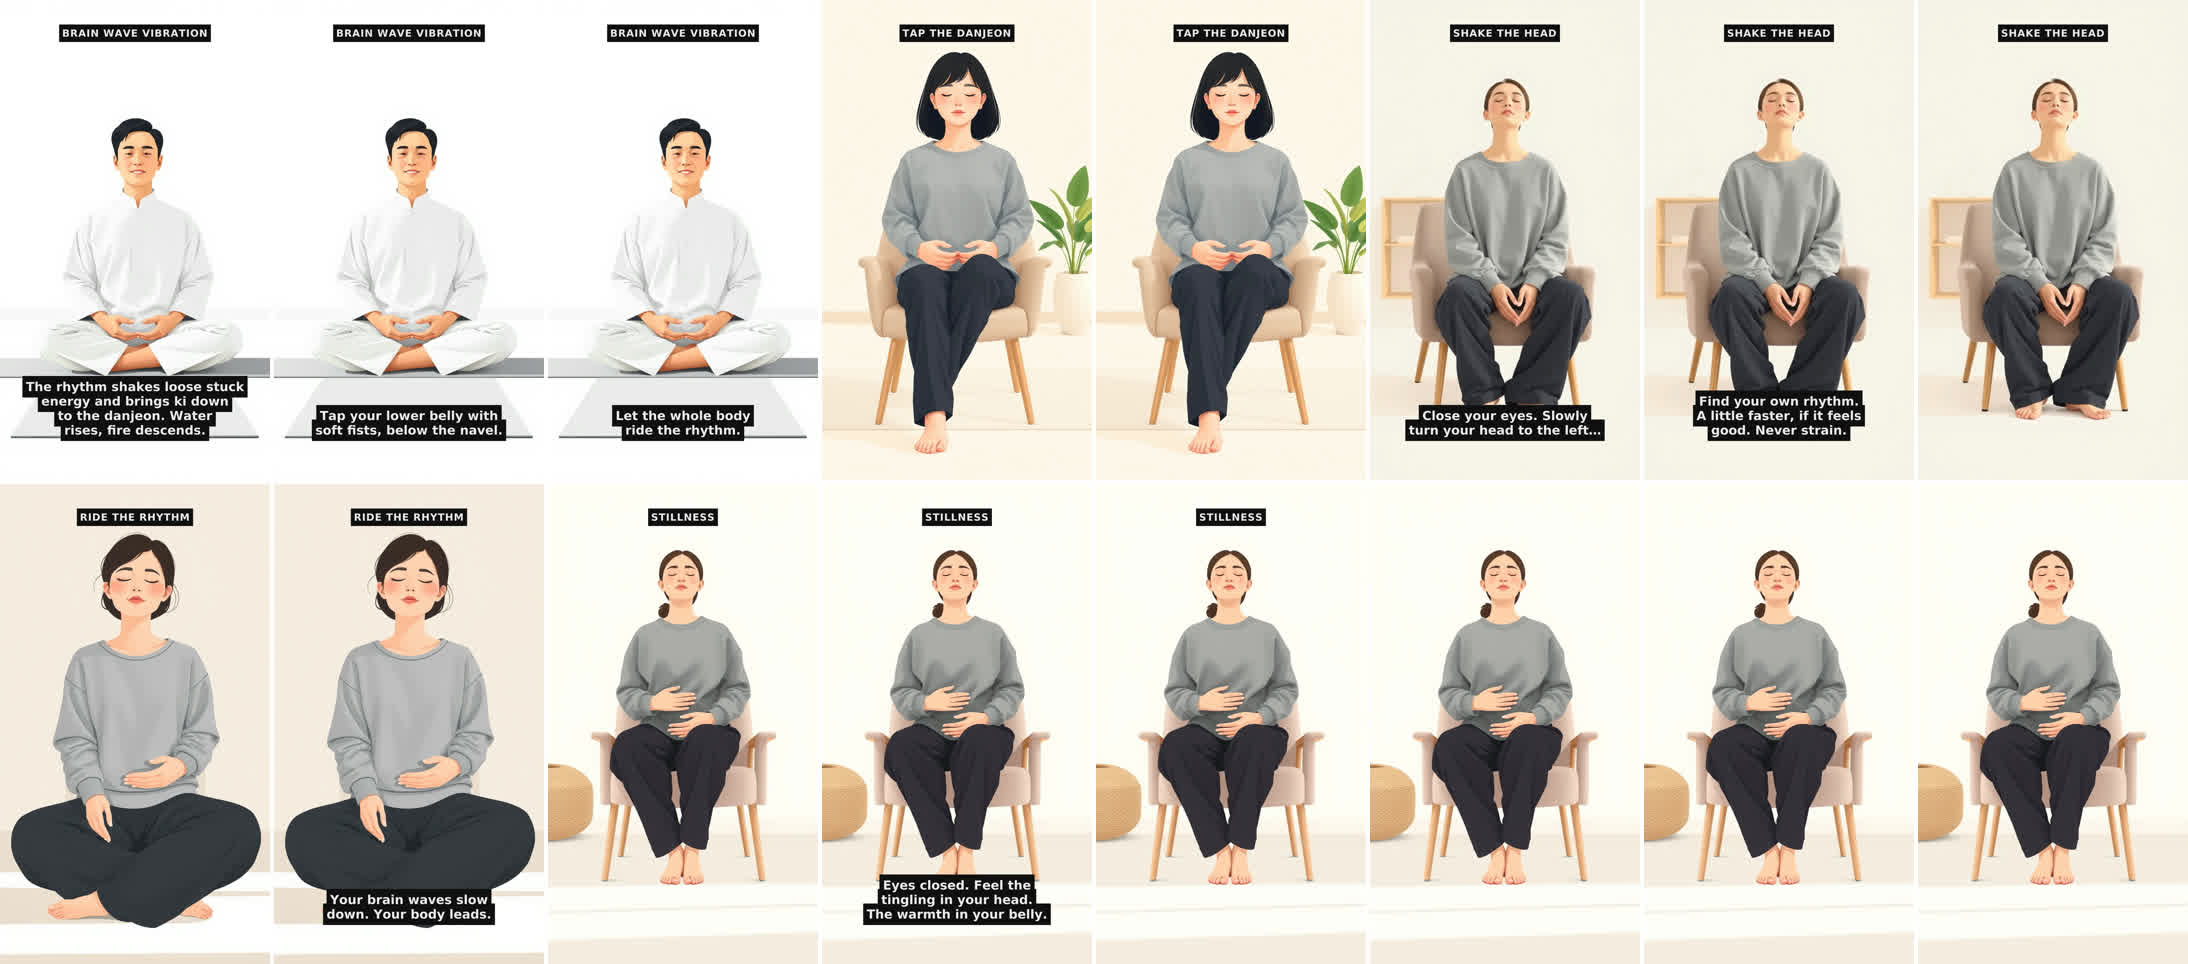 BRAIN WAVE VIBRATION
The rhythm shakes loose stuck
energy and brings ki down
to the danjeon. Water
rises, fire descends.
BRAIN WAVE VIBRATION
Tap your lower belly with
soft fists, below the navel.
BRAIN WAVE VIBRATION
Let the whole body
ride the rhythm.
TAP THE DANJEON
TAP THE DANJEON
SHAKE THE HEAD
Close your eyes. Slowly
turn your head to the left...
SHAKE THE HEAD
Find your own rhythm.
A little faster, if it feels
good. Never strain.
SHAKE THE HEAD
RIDE THE RHYTHM
RIDE THE RHYTHM
Your brain waves slow
down. Your body leads.
STILLNESS
STILLNESS
Eyes closed. Feel the
tingling in your head.
The warmth in your belly.
STILLNESS